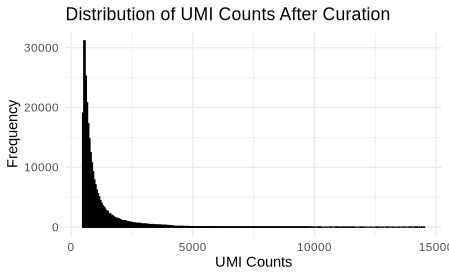 Distribution of UMI Counts After Curation
Frequency
30000
20000
10000
0
0 5000 10000 15000
UMI Counts